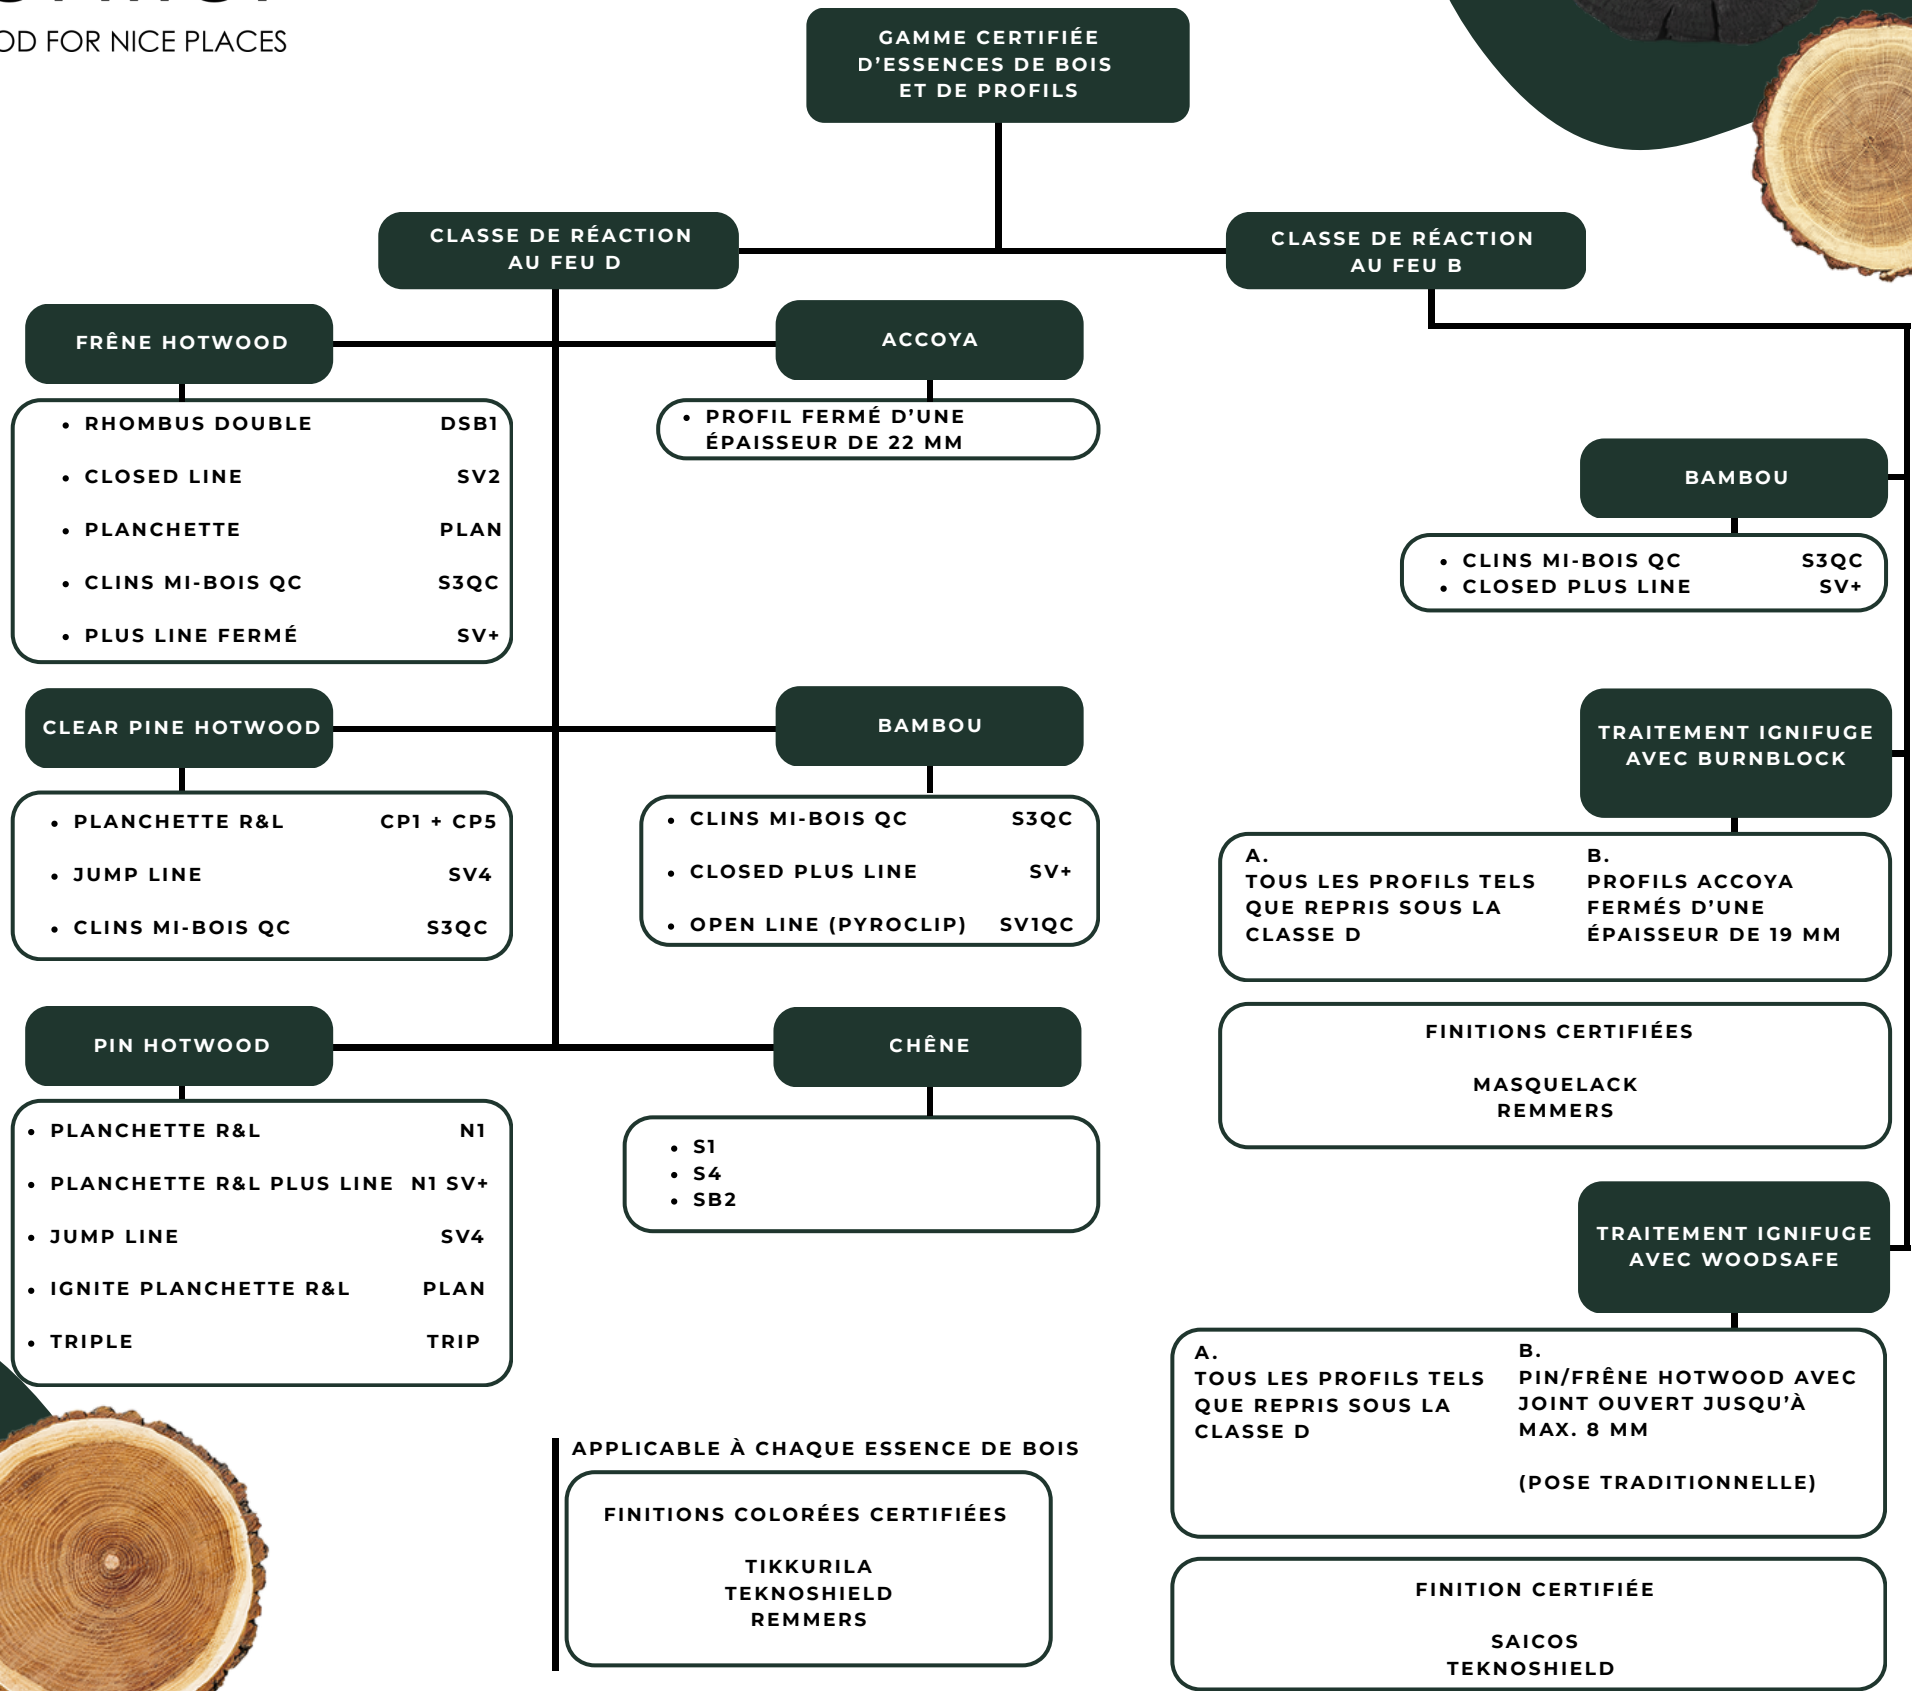 OD FOR NICE PLACES
GAMME CERTIFIÉE
D'ESSENCES DE BOIS
ET DE PROFILS
CLASSE DE RÉACTION
AU FEU D
CLASSE DE RÉACTION
AU FEU B
FRÊNE HOTWOOD
• RHOMBUS DOUBLE DSB1
• CLOSED LINE SV2
• PLANCHETTE PLAN
• CLINS MI-BOIS QC S3QC
• PLUS LINE FERMÉ SV+
ACCOYA
• PROFIL FERMÉ D'UNE
ÉPAISSEUR DE 22 MM
CLEAR PINE HOTWOOD
• PLANCHETTE R&L CP1 + CP5
• JUMP LINE SV4
• CLINS MI-BOIS QC S3QC
BAMBOU
• CLINS MI-BOIS QC S3QC
• CLOSED PLUS LINE SV+
• OPEN LINE (PYROCLIP) SV1QC
PIN HOTWOOD
• PLANCHETTE R&L N1
• PLANCHETTE R&L PLUS LINE N1 SV+
• JUMP LINE SV4
• IGNITE PLANCHETTE R&L PLAN
• TRIPLE TRIP
CHÊNE
• S1
• S4
• SB2
APPLICABLE À CHAQUE ESSENCE DE BOIS
FINITIONS COLORÉES CERTIFIÉES
TIKKURILA
TEKNOSHIELD
REMMERS
BAMBOU
• CLINS MI-BOIS QC S3QC
• CLOSED PLUS LINE SV+
TRAITEMENT IGNIFUGE
AVEC BURNBLOCK
A.
TOUS LES PROFILS TELS
QUE REPRIS SOUS LA
CLASSE D
B.
PROFILS ACCOYA
FERMÉS D'UNE
ÉPAISSEUR DE 19 MM
FINITIONS CERTIFIÉES
MASQUELACK
REMMERS
TRAITEMENT IGNIFUGE
AVEC WOODSAFE
A.
TOUS LES PROFILS TELS
QUE REPRIS SOUS LA
CLASSE D
B.
PIN/FRÊNE HOTWOOD AVEC
JOINT OUVERT JUSQU'À
MAX. 8 MM
(POSE TRADITIONNELLE)
FINITION CERTIFIÉE
SAICOS
TEKNOSHIELD